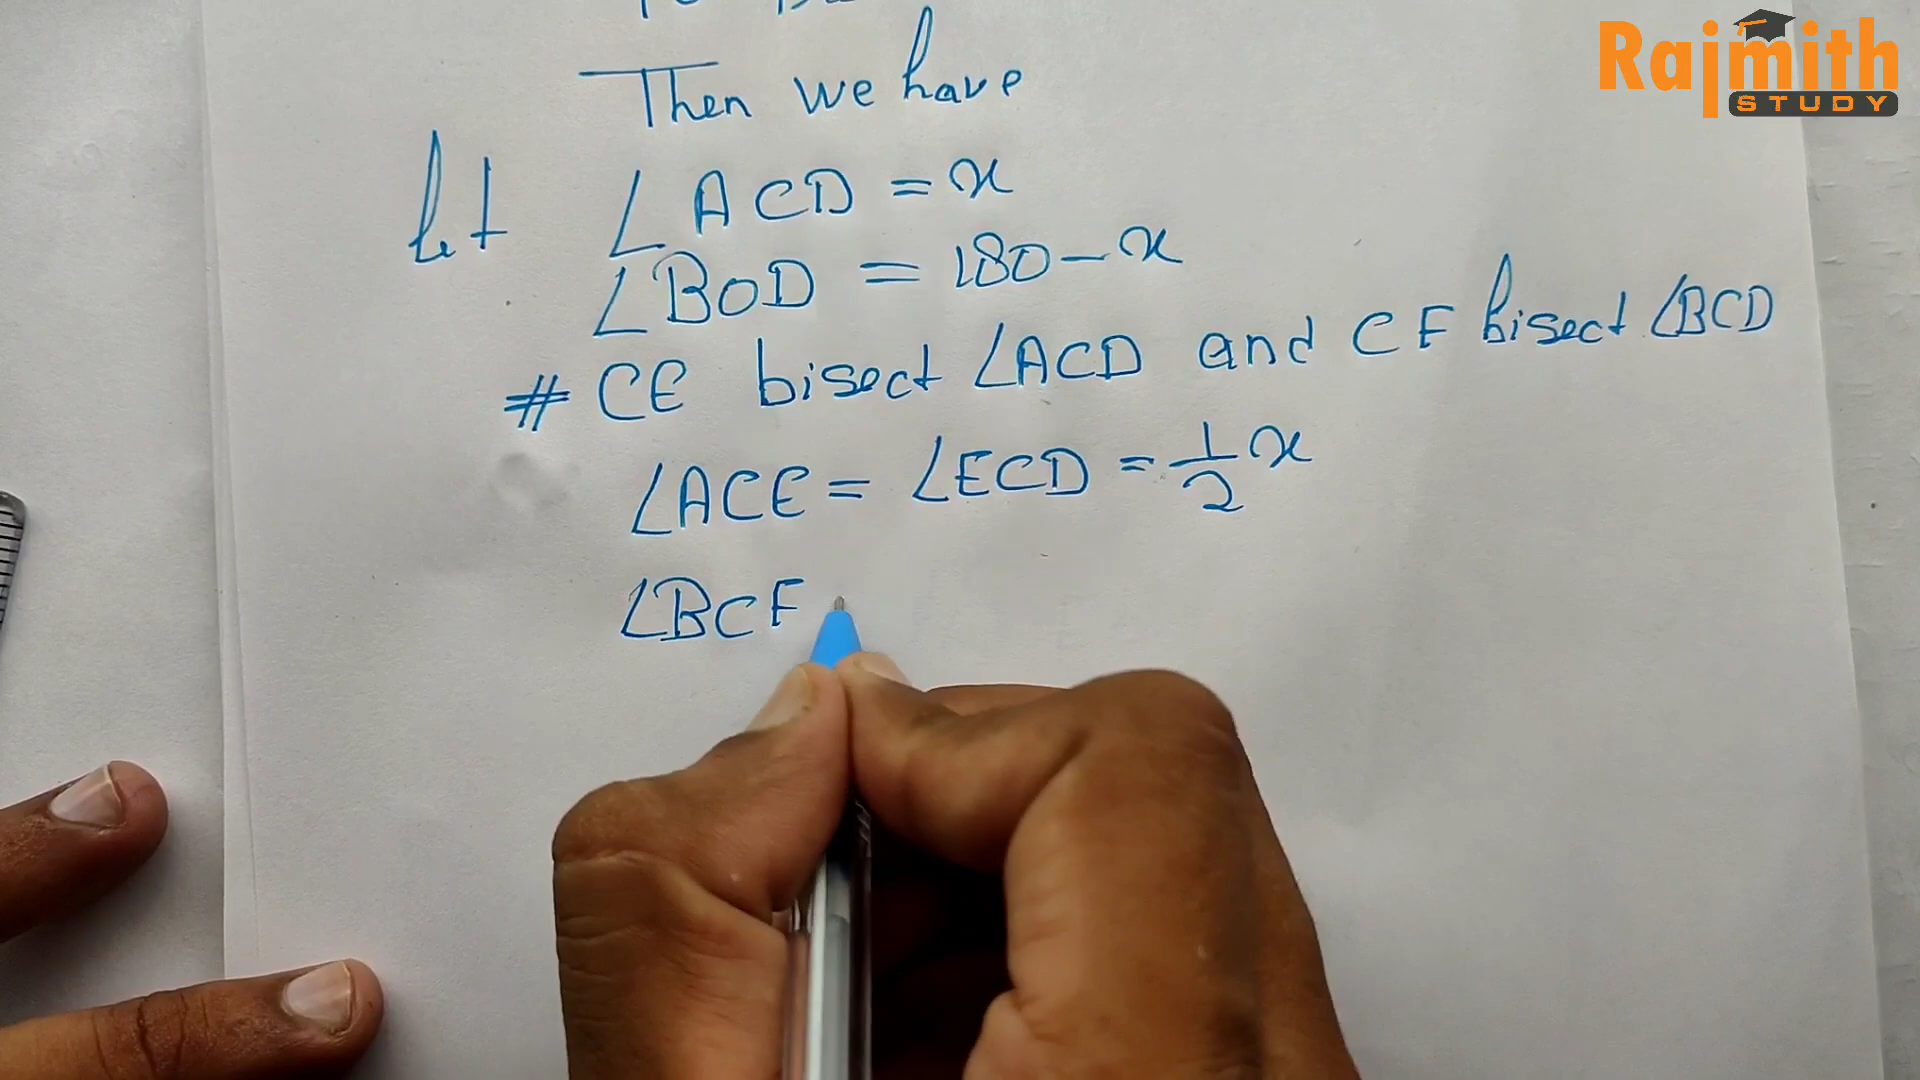 Rajmith
STUDY
Then we have
let ∠ACD = x
∠BOD = 180 - x
# CE bisect ∠ACD and CF bisect ∠BCD
∠ACE = ∠ECD = 1/2 x
∠BCF